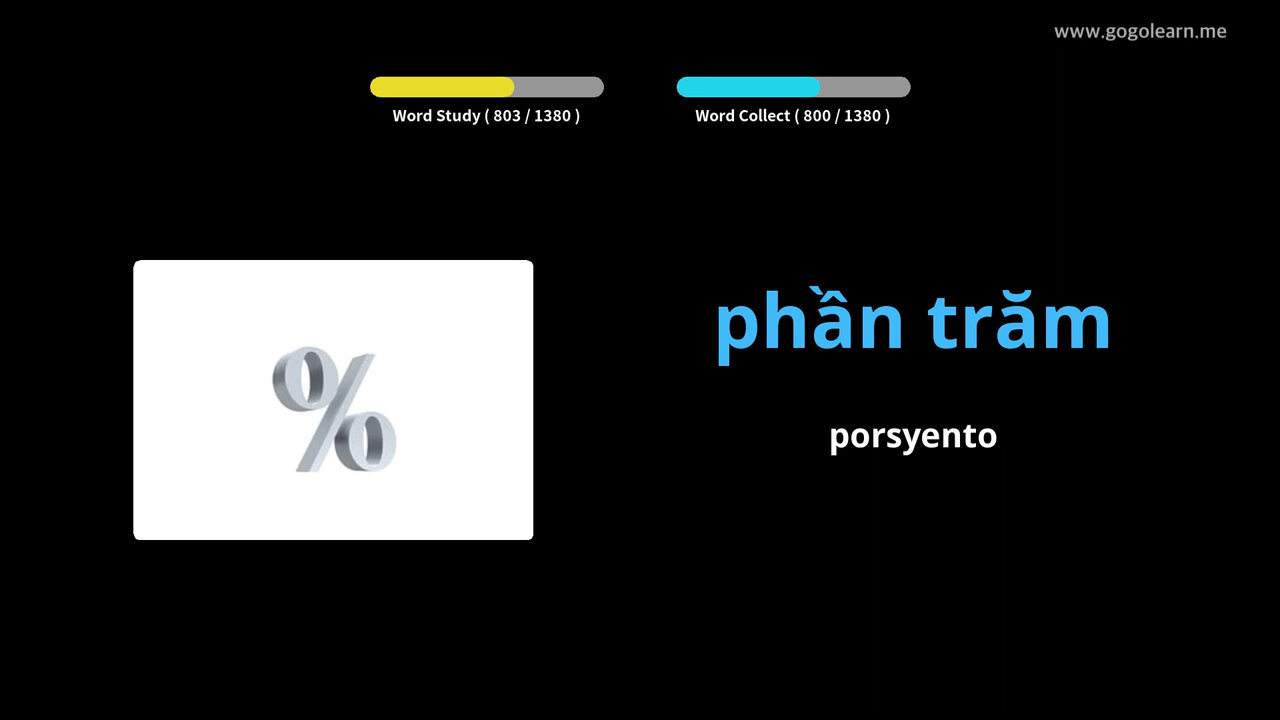 www.gogolearn.me
Word Study ( 803 / 1380 )
Word Collect ( 800 / 1380 )
%
phần trăm
porsyento